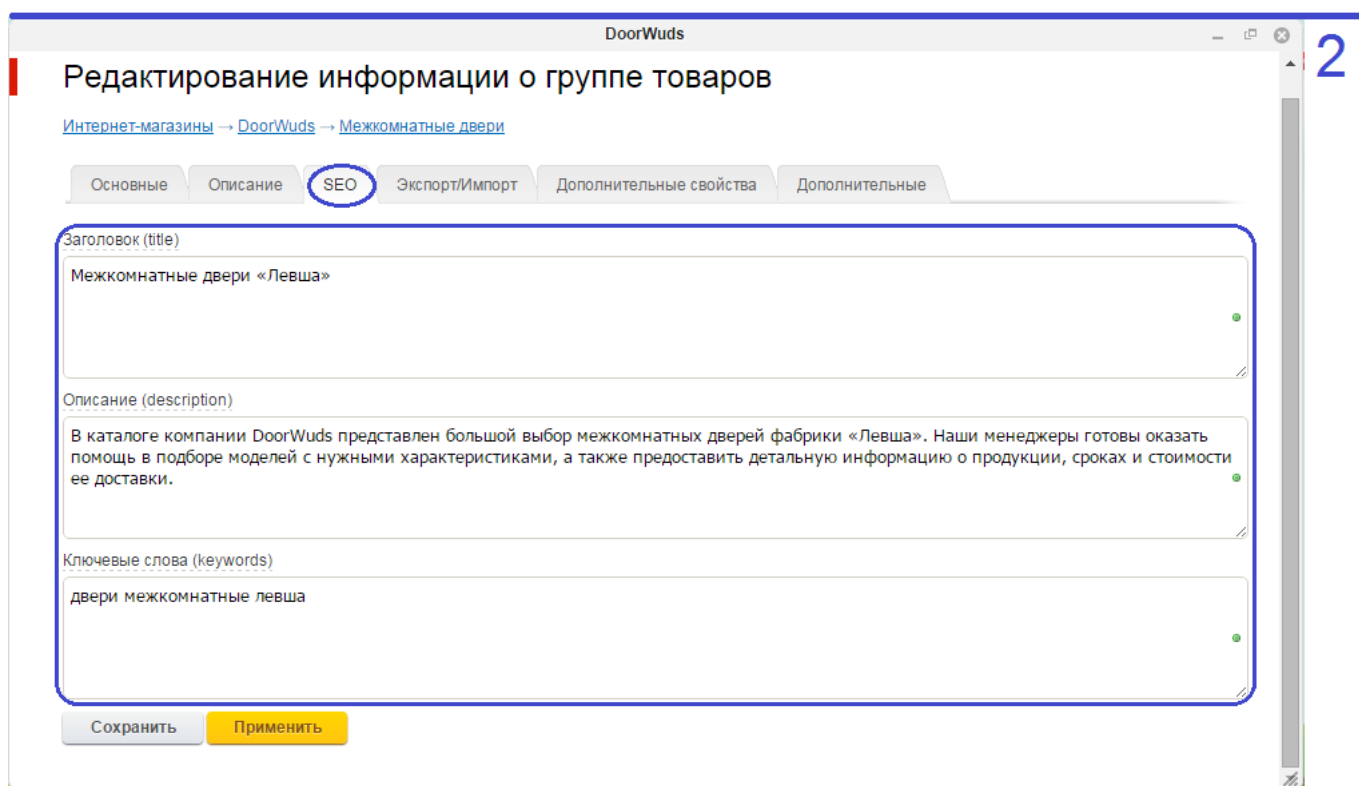 DoorWuds
2
Редактирование информации о группе товаров
Интернет-магазины → DoorWuds → Межкомнатные двери
Основные Описание SEO Экспорт/Импорт Дополнительные свойства Дополнительные
Заголовок (title)
Межкомнатные двери «Левша»
Описание (description)
В каталоге компании DoorWuds представлен большой выбор межкомнатных дверей фабрики «Левша». Наши менеджеры готовы оказать
помощь в подборе моделей с нужными характеристиками, а также предоставить детальную информацию о продукции, сроках и стоимости
ее доставки.
Ключевые слова (keywords)
двери межкомнатные левша
Сохранить Применить